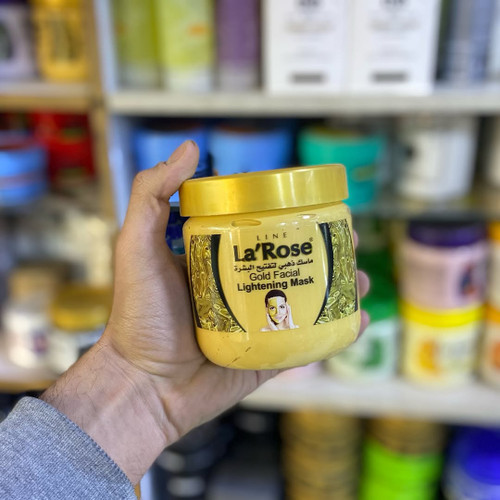 LINE
La'Rose ®
ماسك ذهبي لتفتيح البشرة
Gold Facial
Lightening Mask